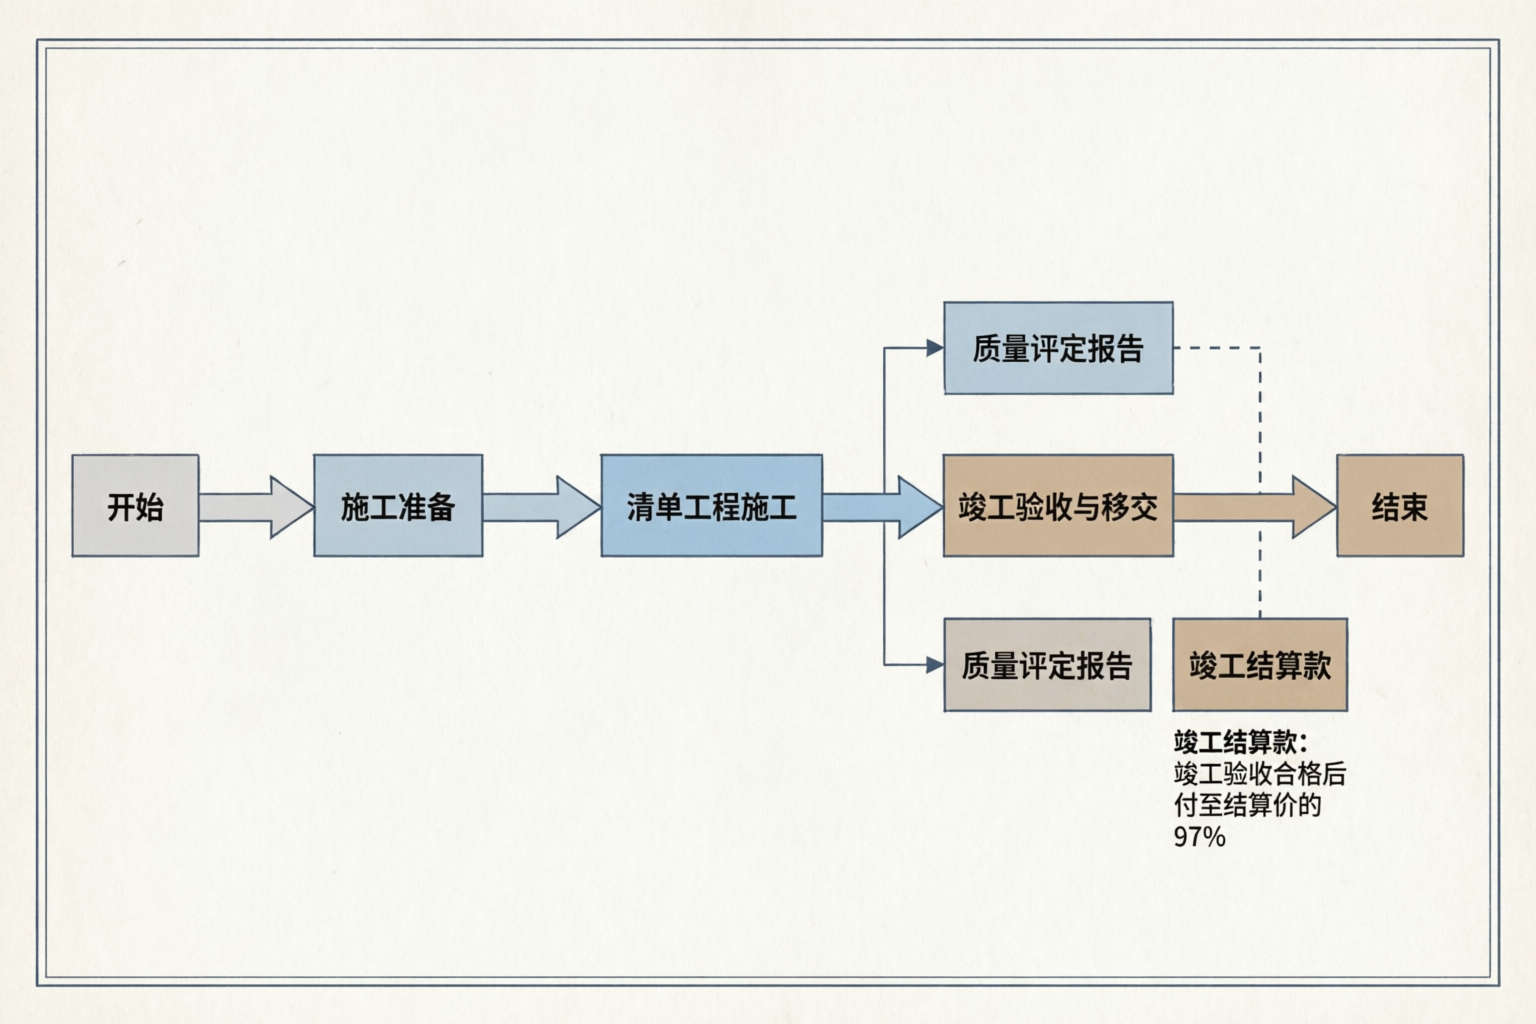 开始
施工准备
清单工程施工
质量评定报告
竣工验收与移交
结束
质量评定报告
竣工结算款
竣工结算款：
竣工验收合格后
付至结算价的
97%